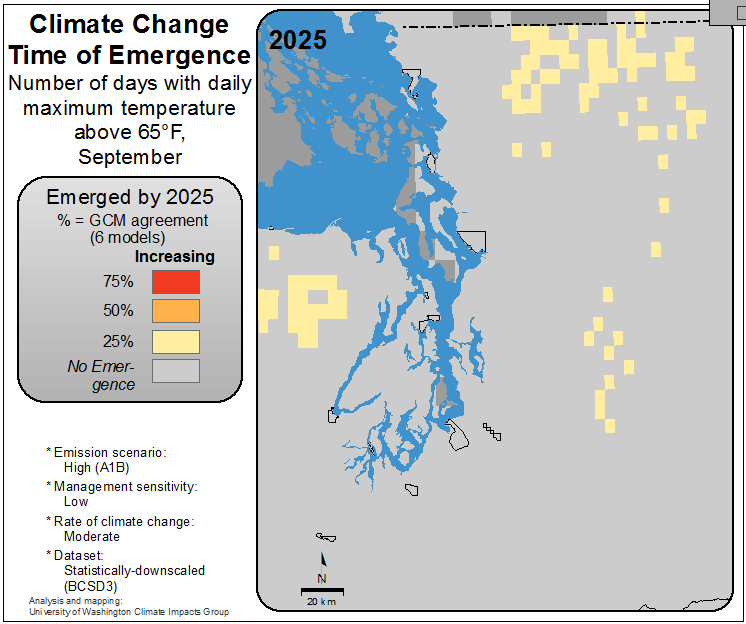 Climate Change
Time of Emergence
Number of days with daily
maximum temperature
above 65°F,
September
Emerged by 2025
% = GCM agreement
(6 models)
Increasing
75%
50%
25%
No Emer-
gence
* Emission scenario:
High (A1B)
* Management sensitivity:
Low
* Rate of climate change:
Moderate
* Dataset:
Statistically-downscaled
(BCSD3)
Analysis and mapping:
University of Washington Climate Impacts Group
2025
N
20 km